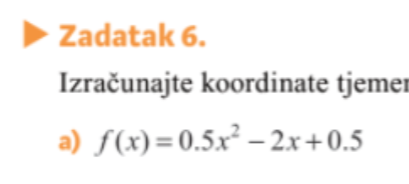 Zadatak 6.
Izračunajte koordinate
a) f(x) = 0.5x² – 2x + 0.5